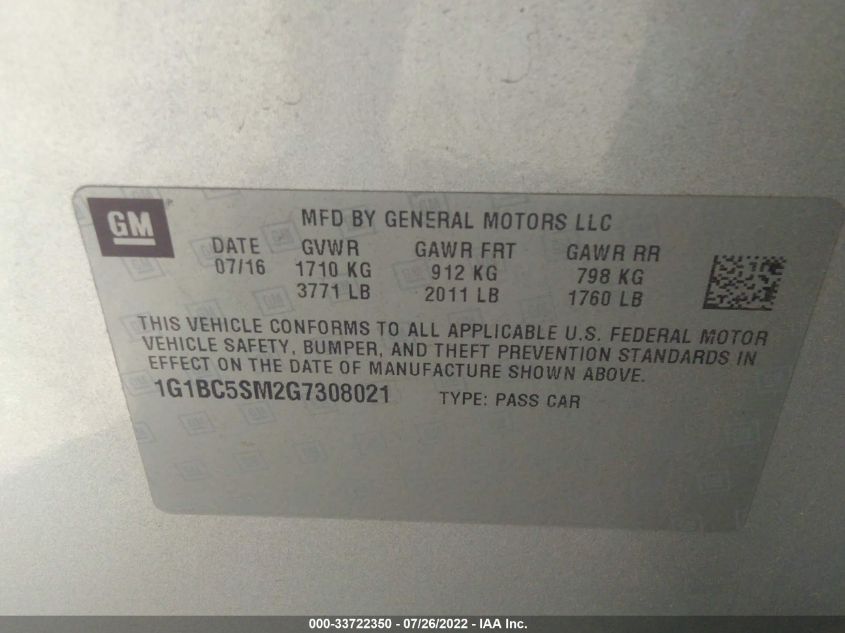 GM
MFD BY GENERAL MOTORS LLC
DATE GVWR GAWR FRT GAWR RR
07/16 1710 KG 912 KG 798 KG
3771 LB 2011 LB 1760 LB
THIS VEHICLE CONFORMS TO ALL APPLICABLE U.S. FEDERAL MOTOR
VEHICLE SAFETY, BUMPER, AND THEFT PREVENTION STANDARDS IN
EFFECT ON THE DATE OF MANUFACTURE SHOWN ABOVE.
1G1BC5SM2G7308021 TYPE: PASS CAR
000-33722350 - 07/26/2022 - IAA Inc.